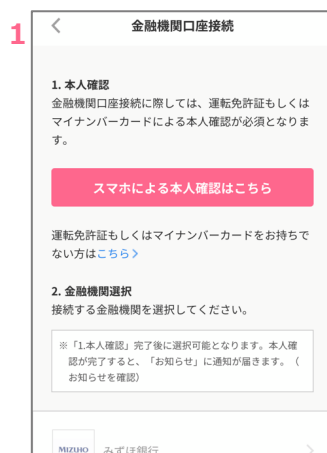 1
金融機関口座接続
1. 本人確認
金融機関口座接続に際しては、運転免許証もしくは
マイナンバーカードによる本人確認が必須となりま
す。
スマホによる本人確認はこちら
運転免許証もしくはマイナンバーカードをお持ちで
ない方はこちら
2. 金融機関選択
接続する金融機関を選択してください。
※「1.本人確認」完了後に選択可能となります。本人確
認が完了すると、「お知らせ」に通知が届きます。（
お知らせを確認）
MIZUHO みずほ銀行